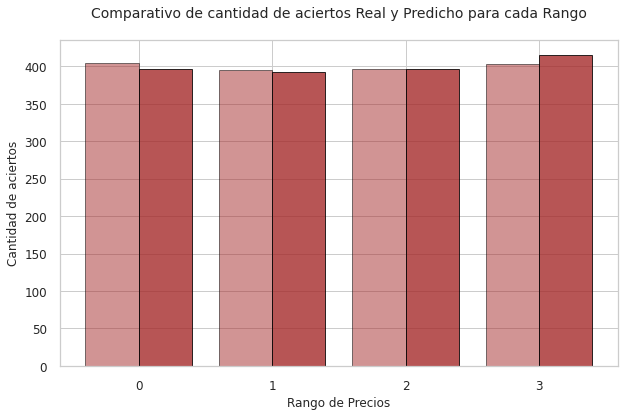 Comparativo de cantidad de aciertos Real y Predicho para cada Rango
Cantidad de aciertos
400
350
300
250
200
150
100
50
0
0 1 2 3
Rango de Precios